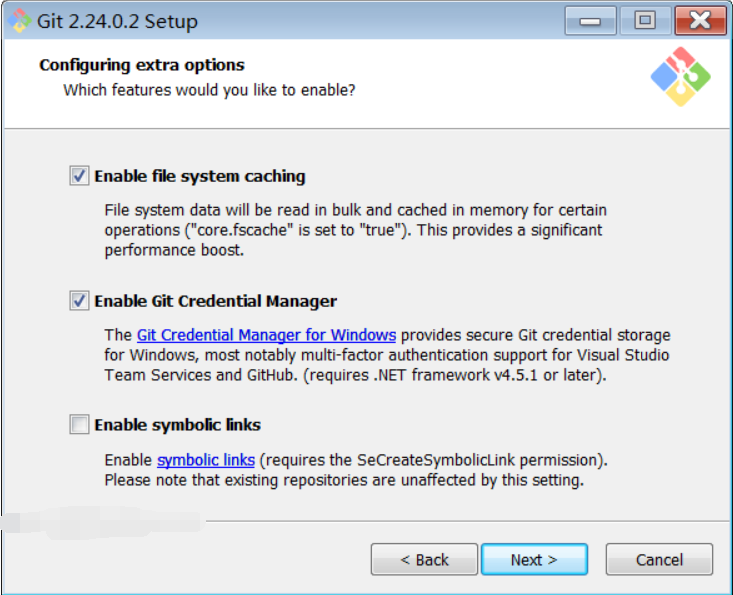 Git 2.24.0.2 Setup
Configuring extra options
Which features would you like to enable?
Enable file system caching
File system data will be read in bulk and cached in memory for certain
operations ("core.fscache" is set to "true"). This provides a significant
performance boost.
Enable Git Credential Manager
The Git Credential Manager for Windows provides secure Git credential storage
for Windows, most notably multi-factor authentication support for Visual Studio
Team Services and GitHub. (requires .NET framework v4.5.1 or later).
Enable symbolic links
Enable symbolic links (requires the SeCreateSymbolicLink permission).
Please note that existing repositories are unaffected by this setting.
< Back Next > Cancel